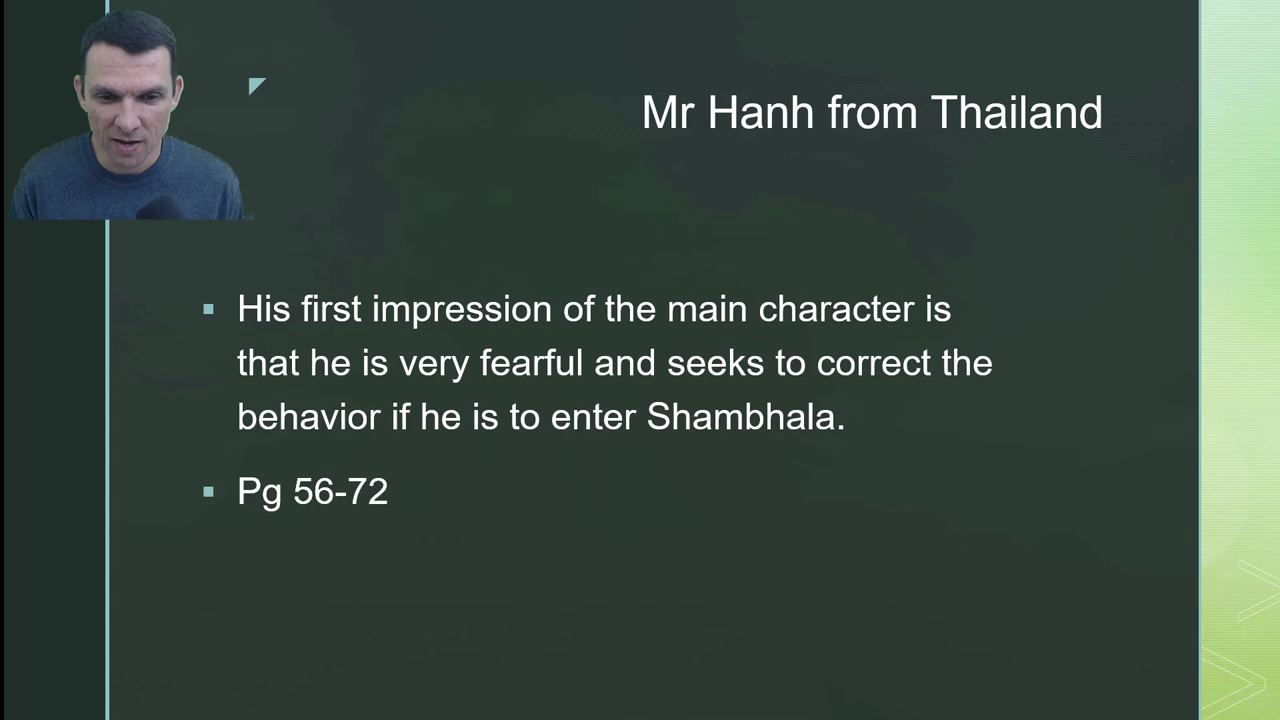 Mr Hanh from Thailand
His first impression of the main character is
that he is very fearful and seeks to correct the
behavior if he is to enter Shambhala.
Pg 56-72